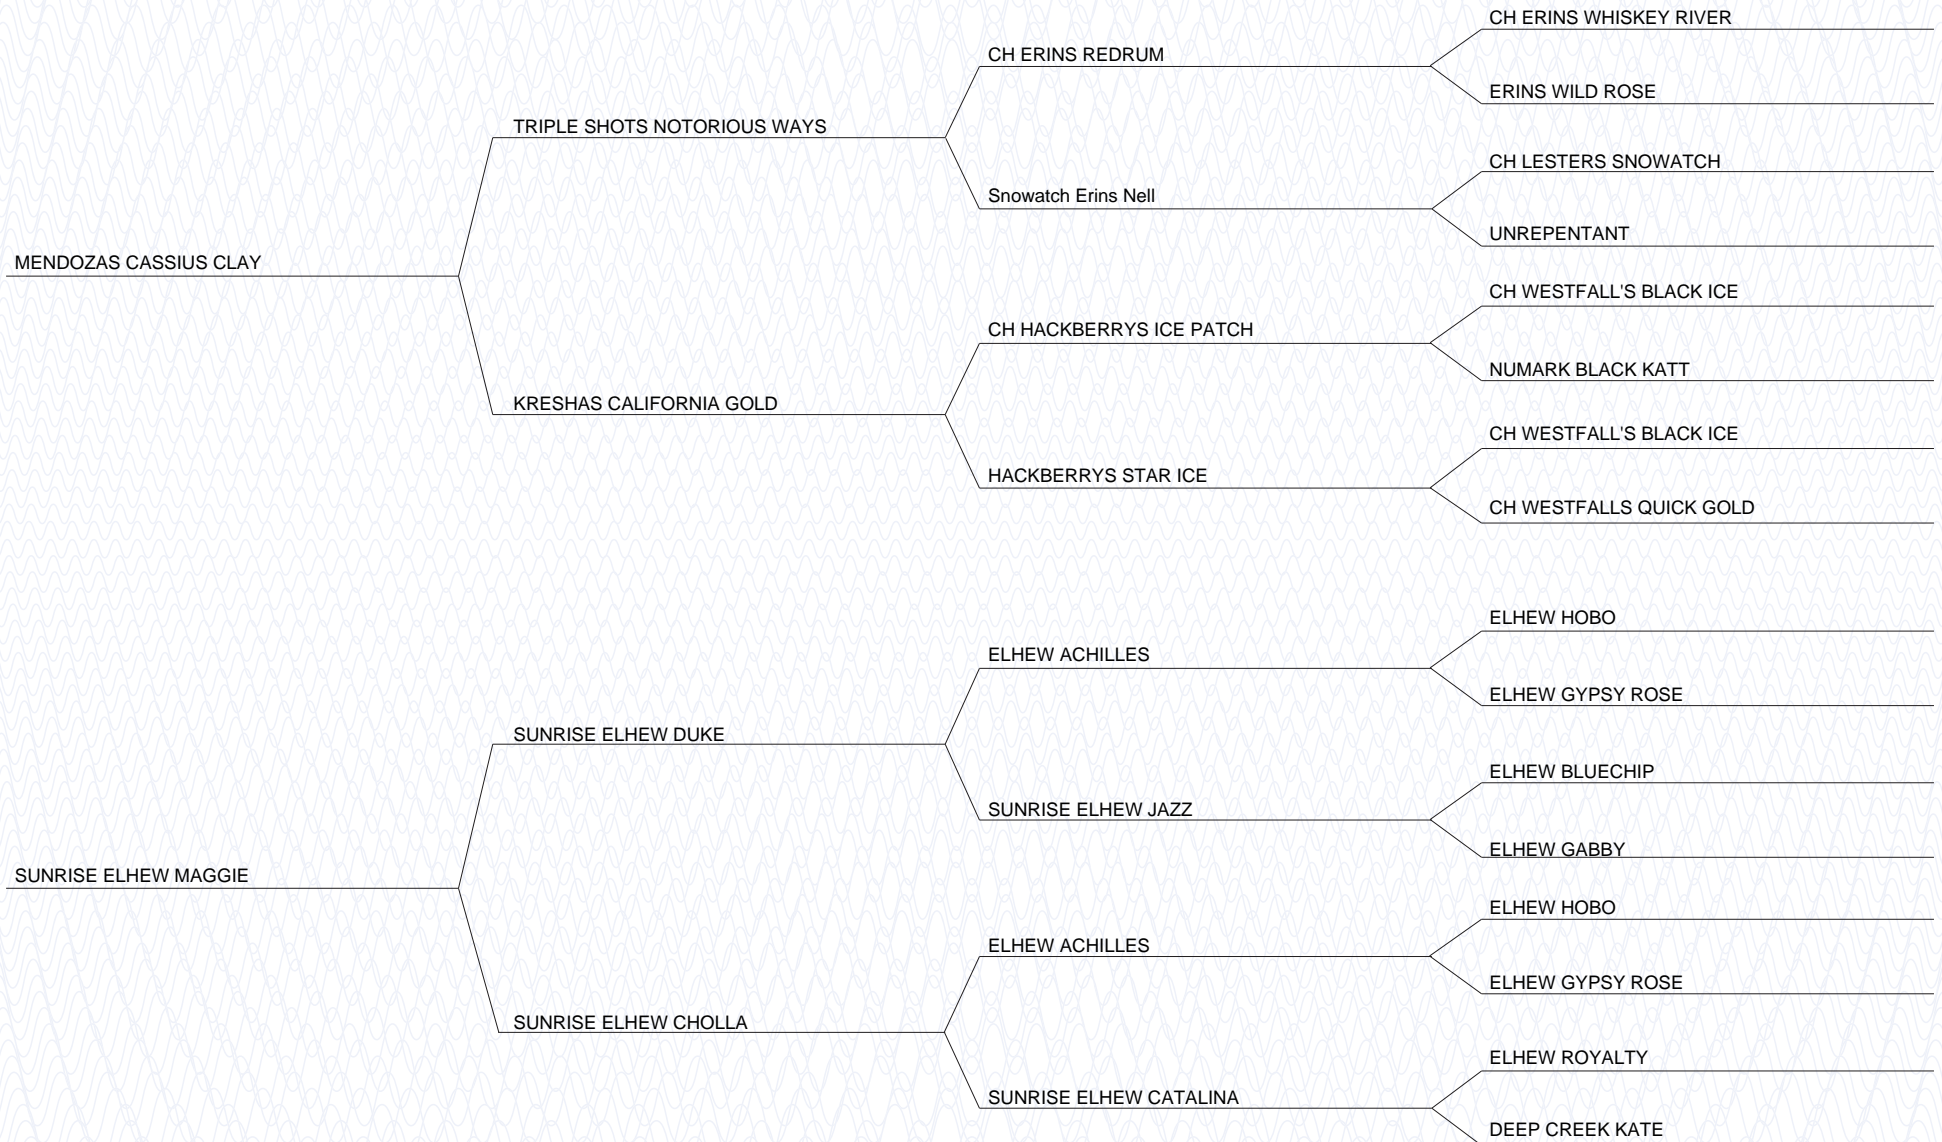 CH ERINS WHISKEY RIVER
CH ERINS REDRUM
ERINS WILD ROSE
TRIPLE SHOTS NOTORIOUS WAYS
CH LESTERS SNOWATCH
Snowatch Erins Nell
UNREPENTANT
MENDOZAS CASSIUS CLAY
CH WESTFALL'S BLACK ICE
CH HACKBERRYS ICE PATCH
NUMARK BLACK KATT
KRESHAS CALIFORNIA GOLD
CH WESTFALL'S BLACK ICE
HACKBERRYS STAR ICE
CH WESTFALLS QUICK GOLD
ELHEW HOBO
ELHEW ACHILLES
ELHEW GYPSY ROSE
SUNRISE ELHEW DUKE
ELHEW BLUECHIP
SUNRISE ELHEW JAZZ
ELHEW GABBY
SUNRISE ELHEW MAGGIE
ELHEW HOBO
ELHEW ACHILLES
ELHEW GYPSY ROSE
SUNRISE ELHEW CHOLLA
ELHEW ROYALTY
SUNRISE ELHEW CATALINA
DEEP CREEK KATE